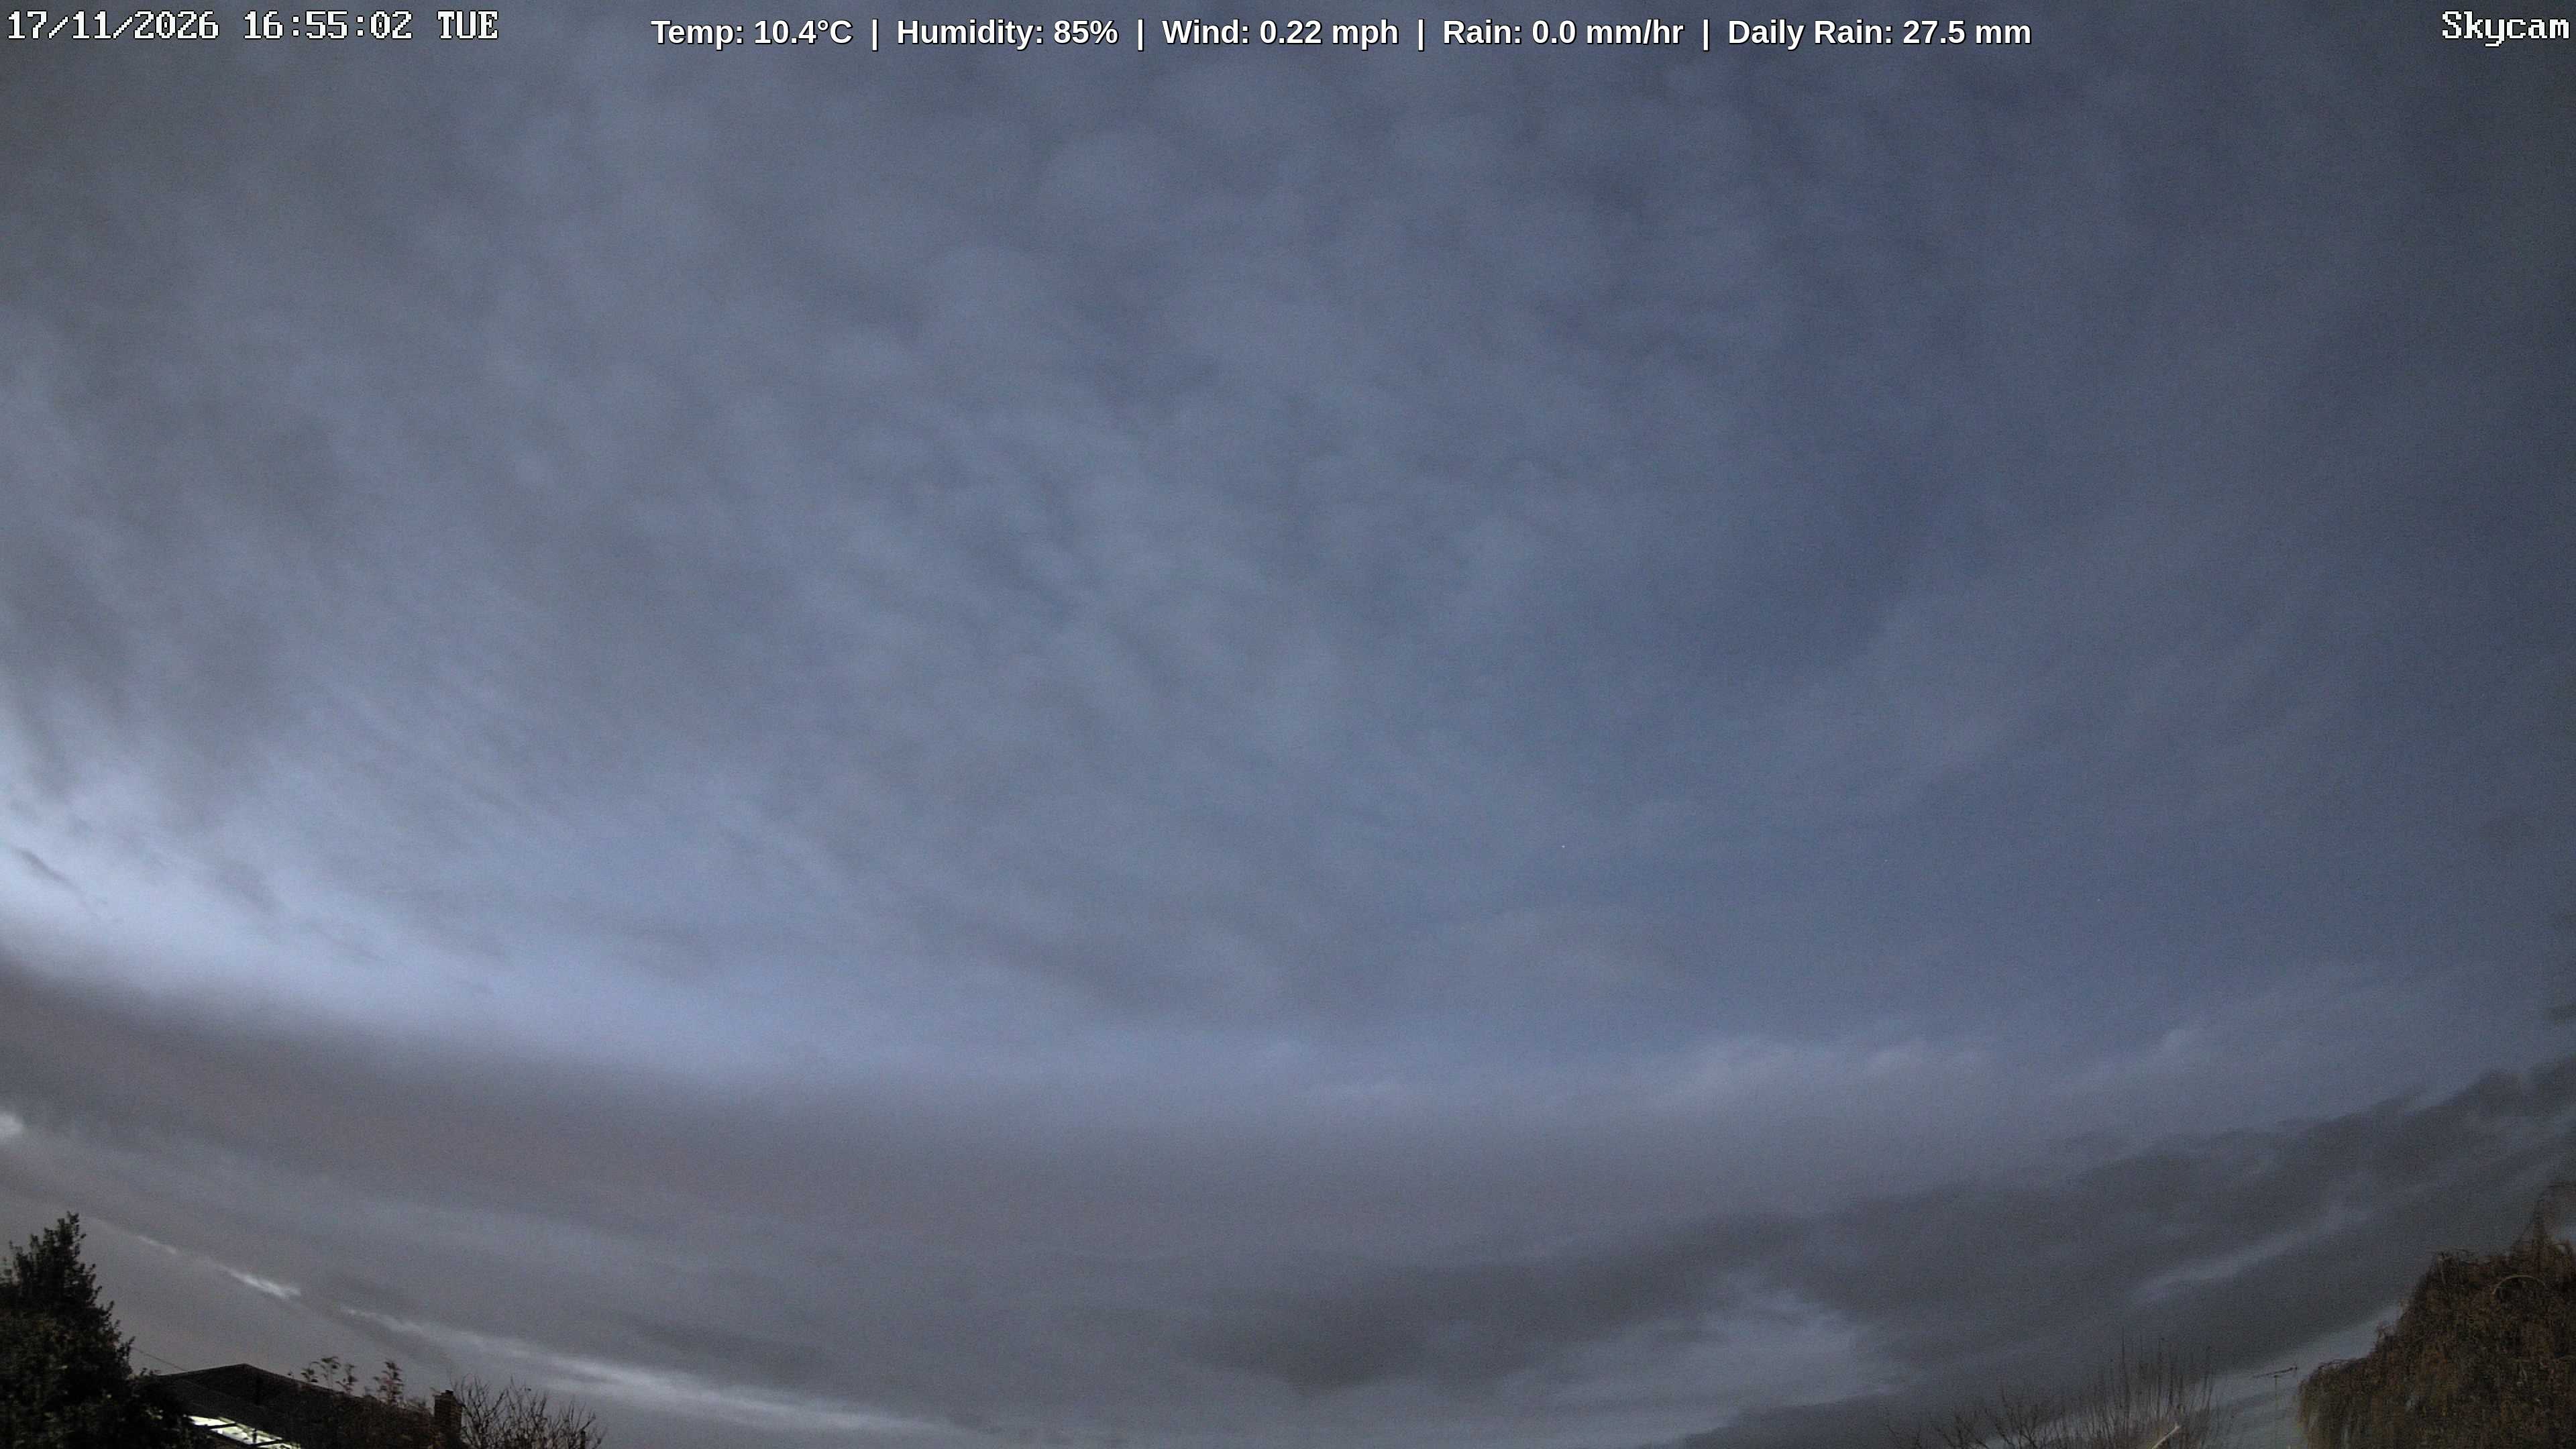 17/11/2026 16:55:02 TUE
Temp: 10.4°C | Humidity: 85% | Wind: 0.22 mph | Rain: 0.0 mm/hr | Daily Rain: 27.5 mm
Skycam